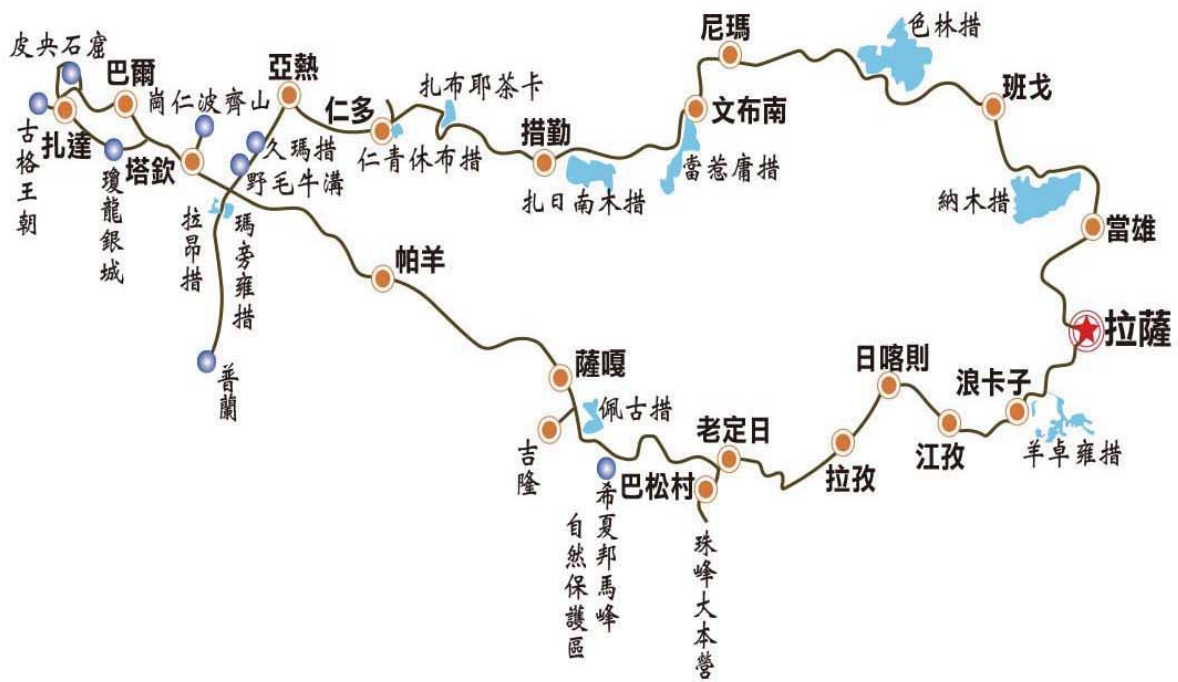 皮央石窟
巴爾
崗仁波齊山
古格王朝
扎達
瓊龍銀城
塔欽
亞熱
久瑪措
野毛牛溝
拉昂措
瑪旁雍措
普蘭
仁多
仁青休布措
扎布耶茶卡
措勤
扎日南木措
文布南
當惹庸措
尼瑪
色林措
班戈
納木措
當雄
拉薩
帕羊
薩嘎
佩古措
吉隆
希夏邦馬峰
自然保護區
巴松村
老定日
珠峰大本營
拉孜
日喀則
江孜
浪卡子
羊卓雍措